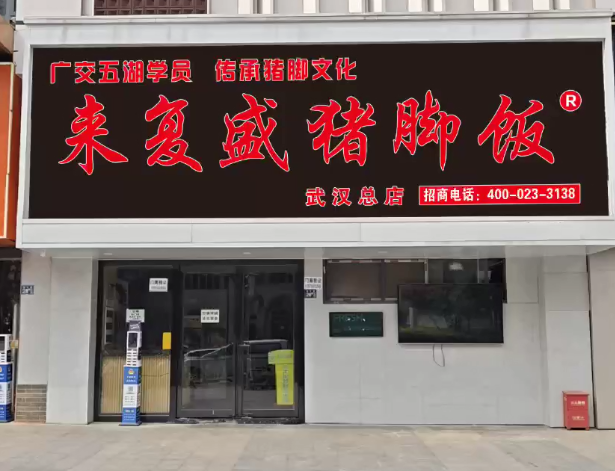 广交五湖学员 传承猪脚文化
来复盛猪脚饭®
武汉总店 招商电话：400-023-3138